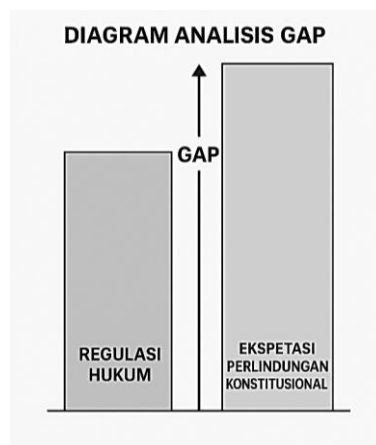 DIAGRAM ANALISIS GAP
GAP
REGULASI
HUKUM
EKSPETASI
PERLINDUNGAN
KONSTITUSIONAL